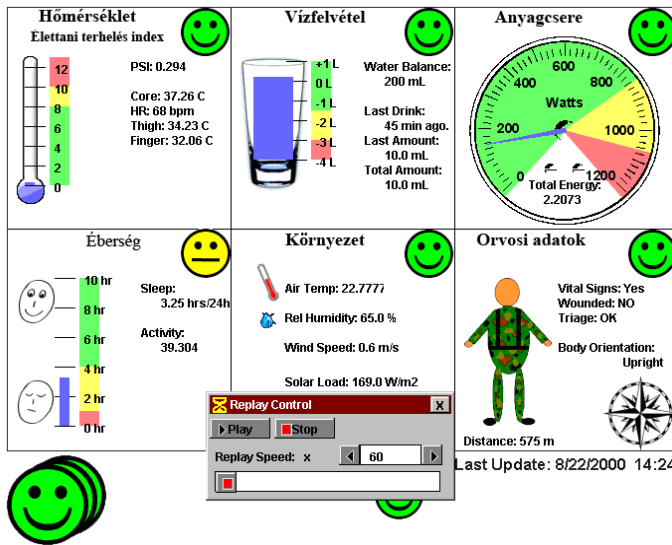 Hőmérséklet
Élettani terhelés index
12
10
8
6
4
2
0
PSI: 0.294
Core: 37.26 C
HR: 68 bpm
Thigh: 34.23 C
Finger: 32.06 C
Vízfelvétel
+1 L
0 L
-1 L
-2 L
-3 L
-4 L
Water Balance:
200 mL
Last Drink:
45 min ago.
Last Amount:
10.0 mL
Total Amount:
10.0 mL
Anyagcsere
0
200
400
600
800
1000
1200
Watts
Total Energy:
2.2073
Éberség
10 hr
8 hr
6 hr
4 hr
2 hr
0 hr
Sleep:
3.25 hrs/24h
Activity:
39.304
Környezet
Air Temp: 22.7777
Rel Humidity: 65.0 %
Wind Speed: 0.6 m/s
Solar Load: 169.0 W/m2
Orvosi adatok
Vital Signs: Yes
Wounded: NO
Triage: OK
Body Orientation:
Upright
Distance: 575 m
Replay Control
X
Play
Stop
Replay Speed: x
60
Last Update: 8/22/2000 14:24